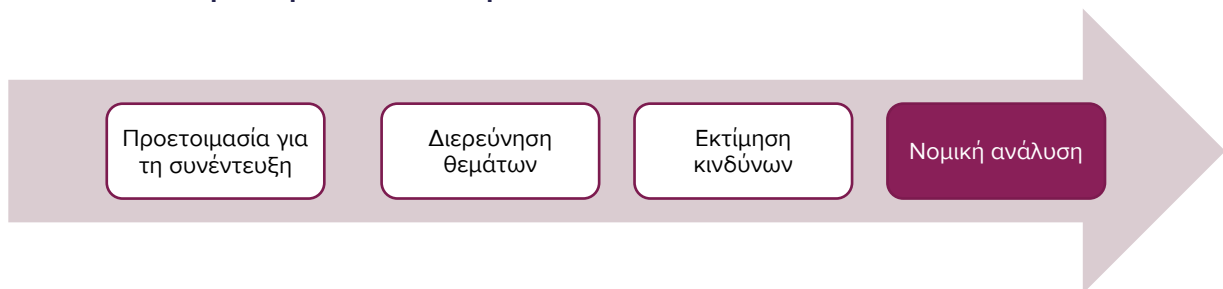 Προετοιμασία για
τη συνέντευξη
Διερεύνηση
θεμάτων
Εκτίμηση
κινδύνων
Νομική ανάλυση